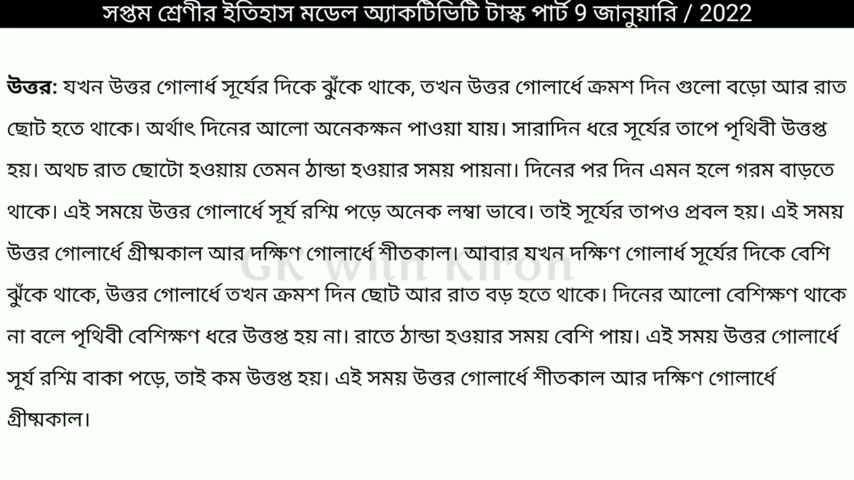 সপ্তম শ্রেণীর ইতিহাস মডেল অ্যাকটিভিটি টাস্ক পার্ট 9 জানুয়ারি / 2022
উত্তর: যখন উত্তর গোলার্ধ সূর্যের দিকে ঝুঁকে থাকে, তখন উত্তর গোলার্ধে ক্রমশ দিন গুলো বড়ো আর রাত
ছোট হতে থাকে। অর্থাৎ দিনের আলো অনেকক্ষন পাওয়া যায়। সারাদিন ধরে সূর্যের তাপে পৃথিবী উত্তপ্ত
হয়। অথচ রাত ছোটো হওয়ায় তেমন ঠান্ডা হওয়ার সময় পায়না। দিনের পর দিন এমন হলে গরম বাড়তে
থাকে। এই সময়ে উত্তর গোলার্ধে সূর্য রশ্মি পড়ে অনেক লম্বা ভাবে। তাই সূর্যের তাপও প্রবল হয়। এই সময়
উত্তর গোলার্ধে গ্রীষ্মকাল আর দক্ষিণ গোলার্ধে শীতকাল। আবার যখন দক্ষিণ গোলার্ধ সূর্যের দিকে বেশি
GK with Kiron
ঝুঁকে থাকে, উত্তর গোলার্ধে তখন ক্রমশ দিন ছোট আর রাত বড় হতে থাকে। দিনের আলো বেশিক্ষণ থাকে
না বলে পৃথিবী বেশিক্ষণ ধরে উত্তপ্ত হয় না। রাতে ঠান্ডা হওয়ার সময় বেশি পায়। এই সময় উত্তর গোলার্ধে
সূর্য রশ্মি বাকা পড়ে, তাই কম উত্তপ্ত হয়। এই সময় উত্তর গোলার্ধে শীতকাল আর দক্ষিণ গোলার্ধে
গ্রীষ্মকাল।